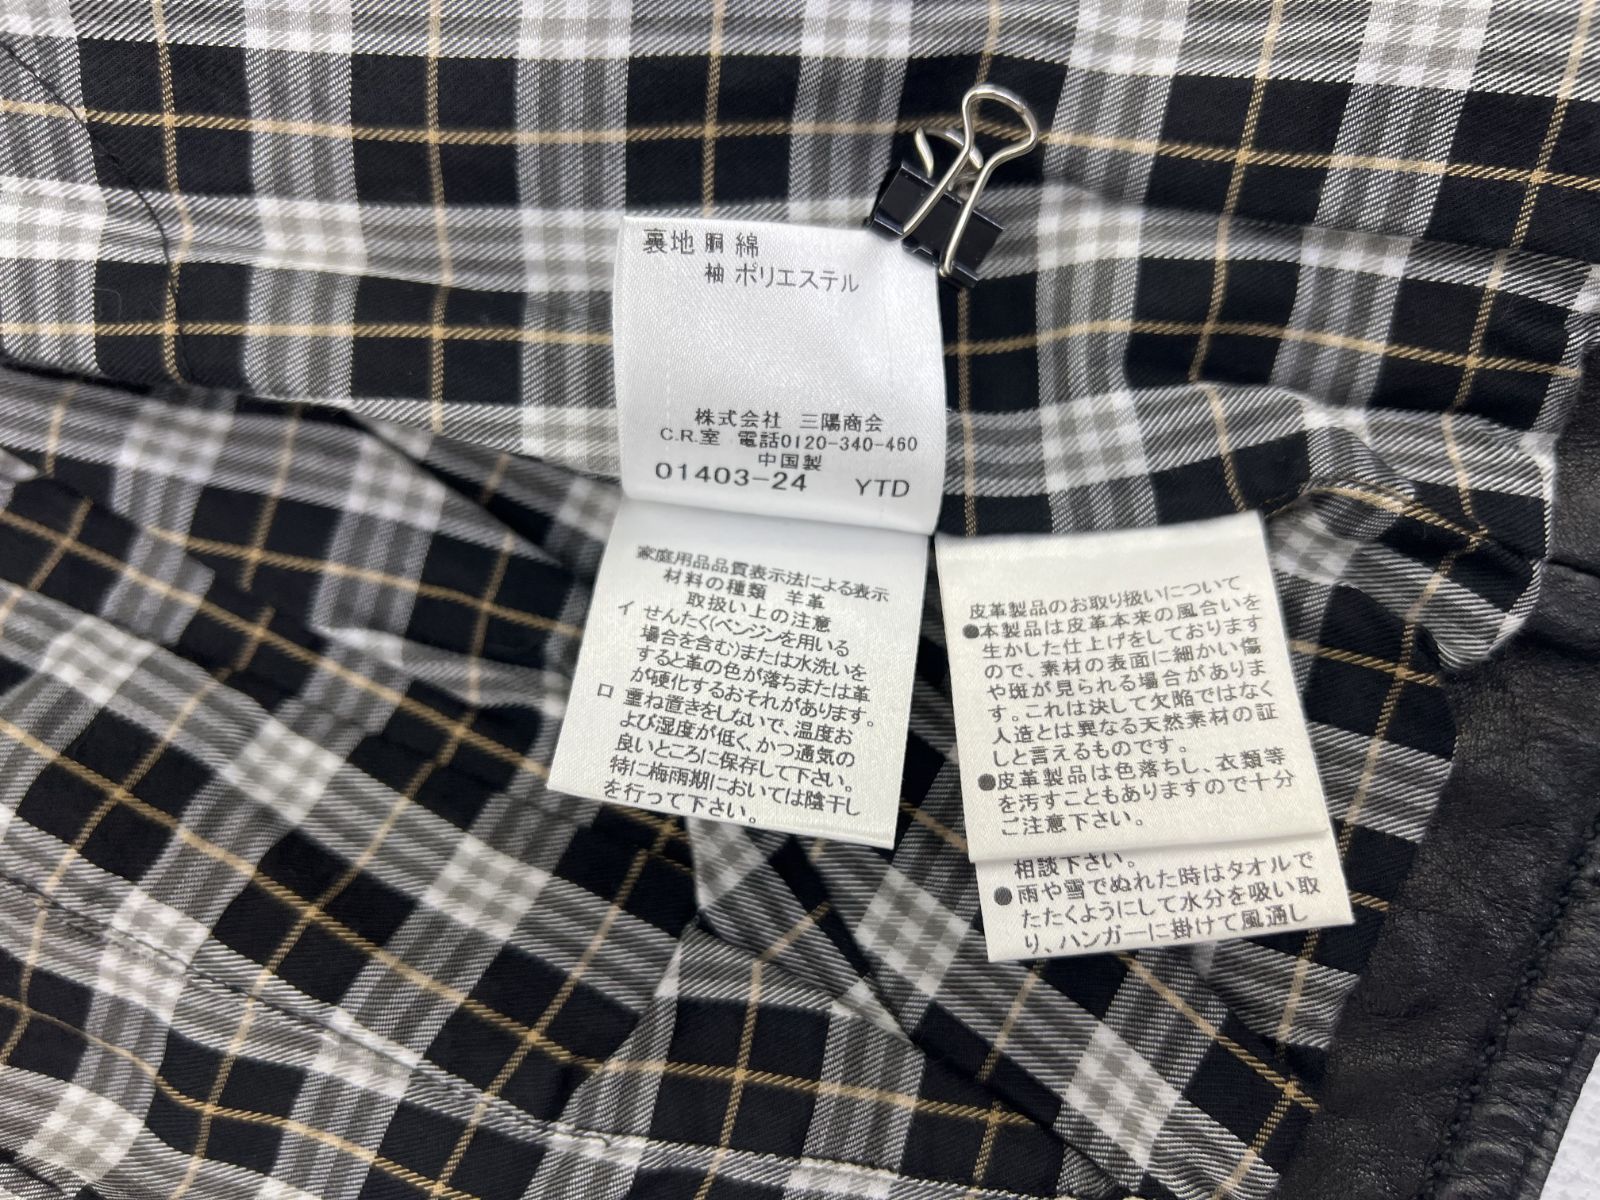 裏地 胴 綿
袖 ポリエステル
株式会社 三陽商会
C.R.室 電話0120-340-460
中国製
01403-24 YTD
家庭用品品質表示法による表示
材料の種類 羊革
取扱い上の注意
イ せんたく(ベンジンを用いる
場合を含む)または水洗いを
すると革の色が落ちまたは革
が硬化するおそれがあります。
ロ 重ね置きをしないで、温度お
よび湿度が低く、かつ通気の
良いところに保存して下さい。
特に梅雨期においては陰干し
を行って下さい。
皮革製品のお取り扱いについて
●本製品は皮革本来の風合いを
生かした仕上げをしております
ので、素材の表面に細かい傷
や斑が見られる場合がありま
す。これは決して欠陥ではなく
人造とは異なる天然素材の証
しと言えるものです。
●皮革製品は色落ちし、衣類等
を汚すこともありますので十分
ご注意下さい。
相談下さい。
●雨や雪でぬれた時はタオルで
たたくようにして水分を吸い取
り、ハンガーに掛けて風通し